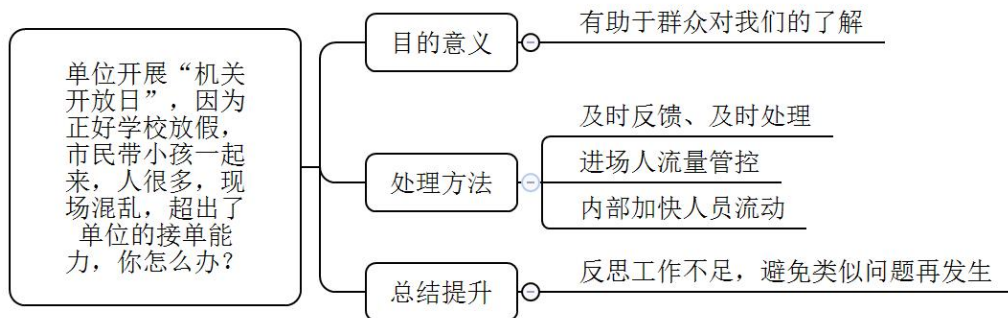 单位开展“机关
开放日”，因为
正好学校放假，
市民带小孩一起
来，人很多，现
场混乱，超出了
单位的接单能
力，你怎么办？
目的意义
有助于群众对我们的了解
处理方法
及时反馈、及时处理
进场人流量管控
内部加快人员流动
总结提升
反思工作不足，避免类似问题再发生